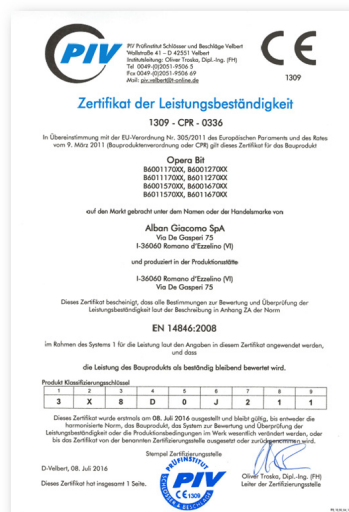 PIV
PIV Prüfinstitut Schlösser und Beschläge Velbert
Wallstraße 41 – D 42551 Velbert
Institutsleitung: Oliver Troska, Dipl.-Ing. (FH)
Tel 0049-(0)2051-9506 5
Fax 0049-(0)2051-9506 69
Mail: piv.velbert@t-online.de
CE
1309
Zertifikat der Leistungsbeständigkeit
1309 - CPR - 0336
In Übereinstimmung mit der EU-Verordnung Nr. 305/2011 des Europäischen Paraments und des Rates
vom 9. März 2011 (Bauproduktenverordnung oder CPR) gilt dieses Zertifikat für das Bauprodukt
Opera Bit
B6001170XX, B6001270XX
B6011170XX, B6011270XX
B6001570XX, B6001670XX
B6011570XX, B6011670XX
auf den Markt gebracht unter dem Namen oder der Handelsmarke von
Alban Giacomo SpA
Via De Gasperi 75
I-36060 Romano d'Ezzelino (VI)
und produziert in der Produktionsstätte
I-36060 Romano d'Ezzelino (VI)
Via De Gasperi 75
Dieses Zertifikat bescheinigt, dass alle Bestimmungen zur Bewertung und Überprüfung der
Leistungsbeständigkeit laut der Beschreibung in Anhang ZA der Norm
EN 14846:2008
im Rahmen des Systems 1 für die Leistung laut den Angaben in diesem Zertifikat angewendet werden,
und dass
die Leistung des Bauprodukts als beständig bleibend bewertet wird.
Produkt Klassifizierungsschlüssel
1 2 3 4 5 6 7 8 9
3 X 8 D 0 J 2 1 1
Dieses Zertifikat wurde erstmals am 08. Juli 2016 ausgestellt und bleibt gültig, bis entweder die
harmonisierte Norm, das Bauprodukt, das System zur Bewertung und Überprüfung der
Leistungsbeständigkeit oder die Produktionsbedingungen im Werk wesentlich verändert werden, oder
bis das Zertifikat von der benannten Zertifizierungsstelle ausgesetzt oder zurückgenommen wird.
Stempel Zertifizierungsstelle
D-Velbert, 08. Juli 2016
Dieses Zertifikat hat insgesamt 1 Seite.
PRÜFINSTITUT
PIV
CE 1309
SCHLÖSSER & BESCHLÄGE
Oliver Troska, Dipl.-Ing. (FH)
Leiter der Zertifizierungsstelle